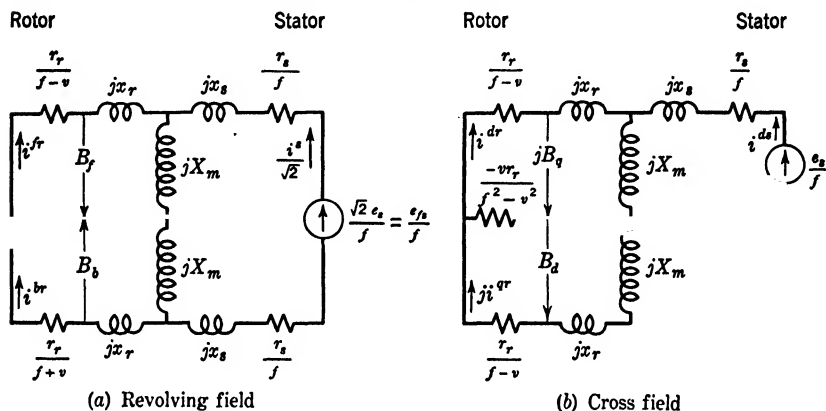 Rotor Stator Rotor Stator
r_r/(f-v) jx_r jx_s r_s/f r_r/(f-v) jx_r jx_s r_s/f
i^{fr} B_f jX_m i^s/√2 i^{dr} jB_q jX_m i^{ds}
√2 e_s/f = e_{fs}/f -vr_r/(f²-v²) e_s/f
B_b jX_m B_d jX_m
i^{br} ji^{qr}
r_r/(f+v) jx_r jx_s r_s/f r_r/(f-v) jx_r
(a) Revolving field (b) Cross field